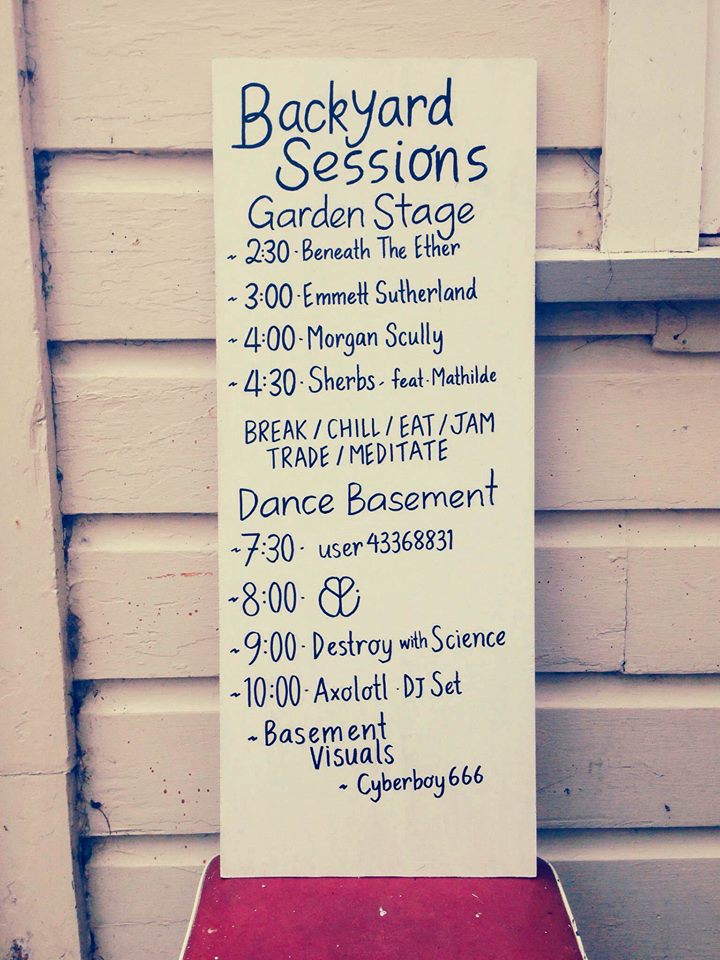 Backyard
Sessions
Garden Stage
~ 2:30 · Beneath The Ether
~ 3:00 · Emmett Sutherland
~ 4:00 · Morgan Scully
~ 4:30 · Sherbs - feat · Mathilde
BREAK / CHILL / EAT / JAM
TRADE / MEDITATE
Dance Basement
~ 7:30 · user 43368831
~ 8:00 ·
~ 9:00 · Destroy with Science
~ 10:00 · Axolotl · DJ Set
~ Basement
Visuals
~ Cyberboy 666